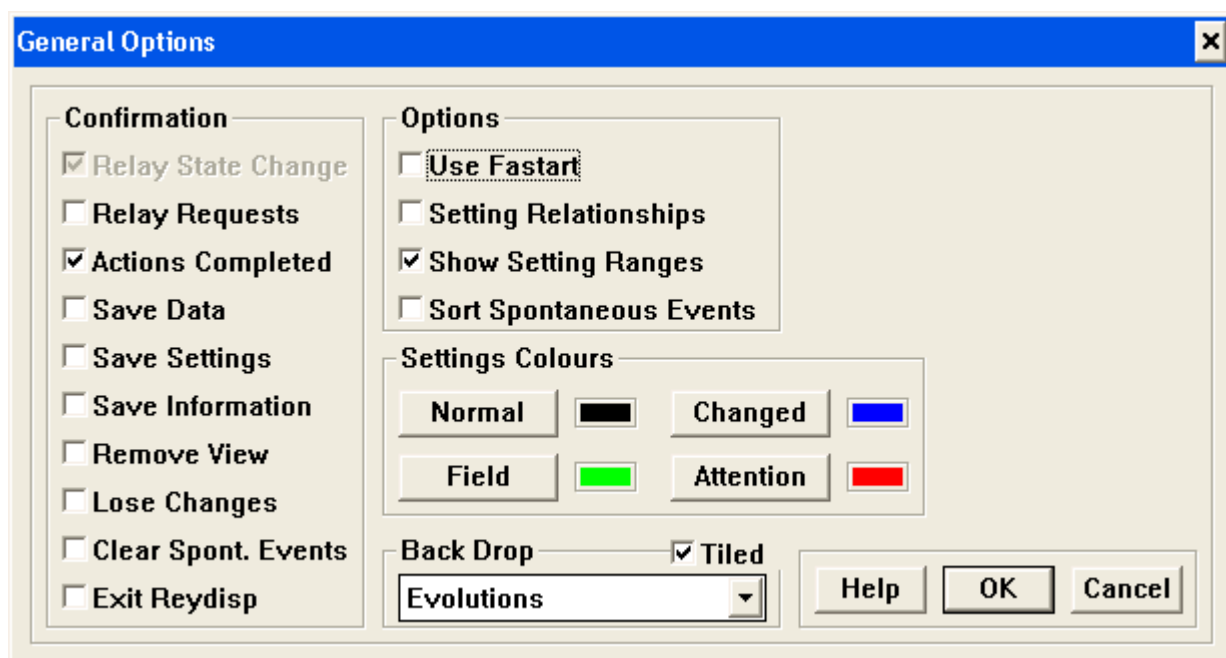 General Options
Confirmation
Relay State Change
Relay Requests
Actions Completed
Save Data
Save Settings
Save Information
Remove View
Lose Changes
Clear Spont. Events
Exit Reydisp
Options
Use Fastart
Setting Relationships
Show Setting Ranges
Sort Spontaneous Events
Settings Colours
Normal Changed
Field Attention
Back Drop Tiled
Evolutions
Help OK Cancel